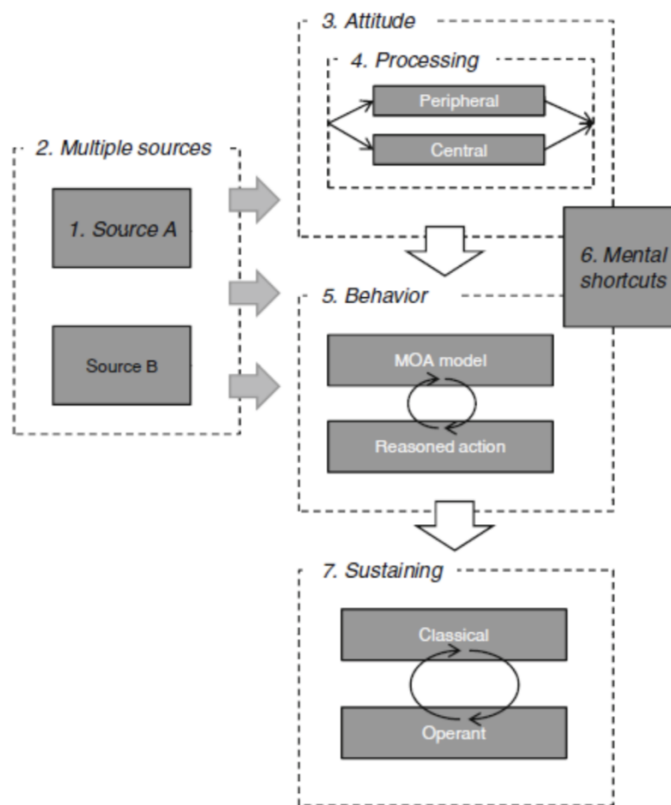 3. Attitude
4. Processing
Peripheral
Central
2. Multiple sources
1. Source A
Source B
6. Mental
shortcuts
5. Behavior
MOA model
Reasoned action
7. Sustaining
Classical
Operant